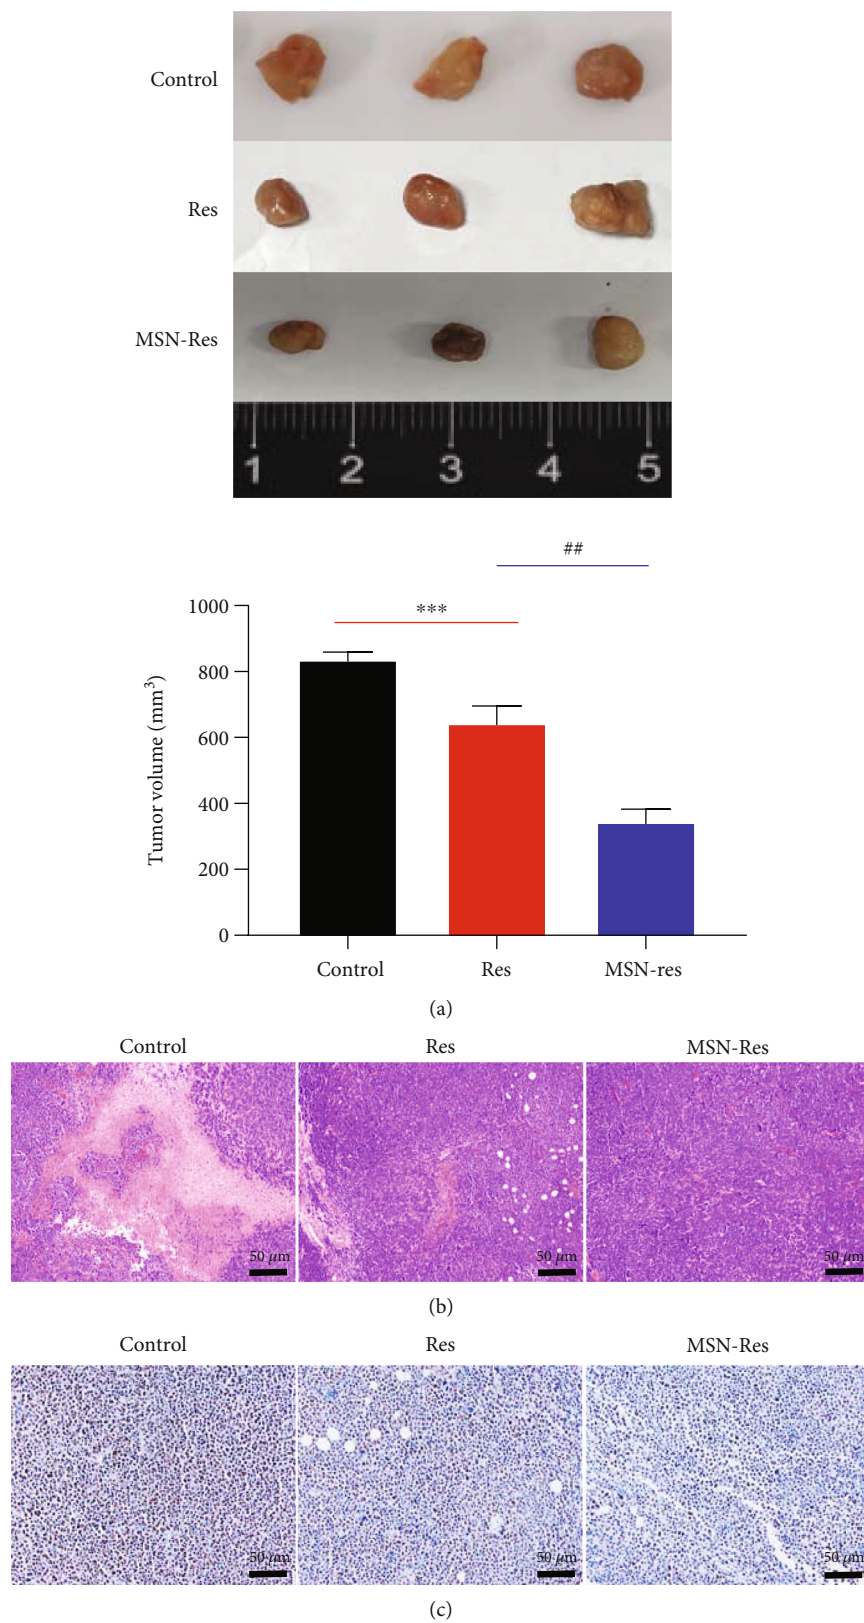 Control
Res
MSN-Res
1 2 3 4 5
##
***
1000
800
600
400
200
0
Tumor volume (mm³)
Control Res MSN-res
(a)
Control Res MSN-Res
50 μm 50 μm 50 μm
(b)
Control Res MSN-Res
50 μm 50 μm 50 μm
(c)